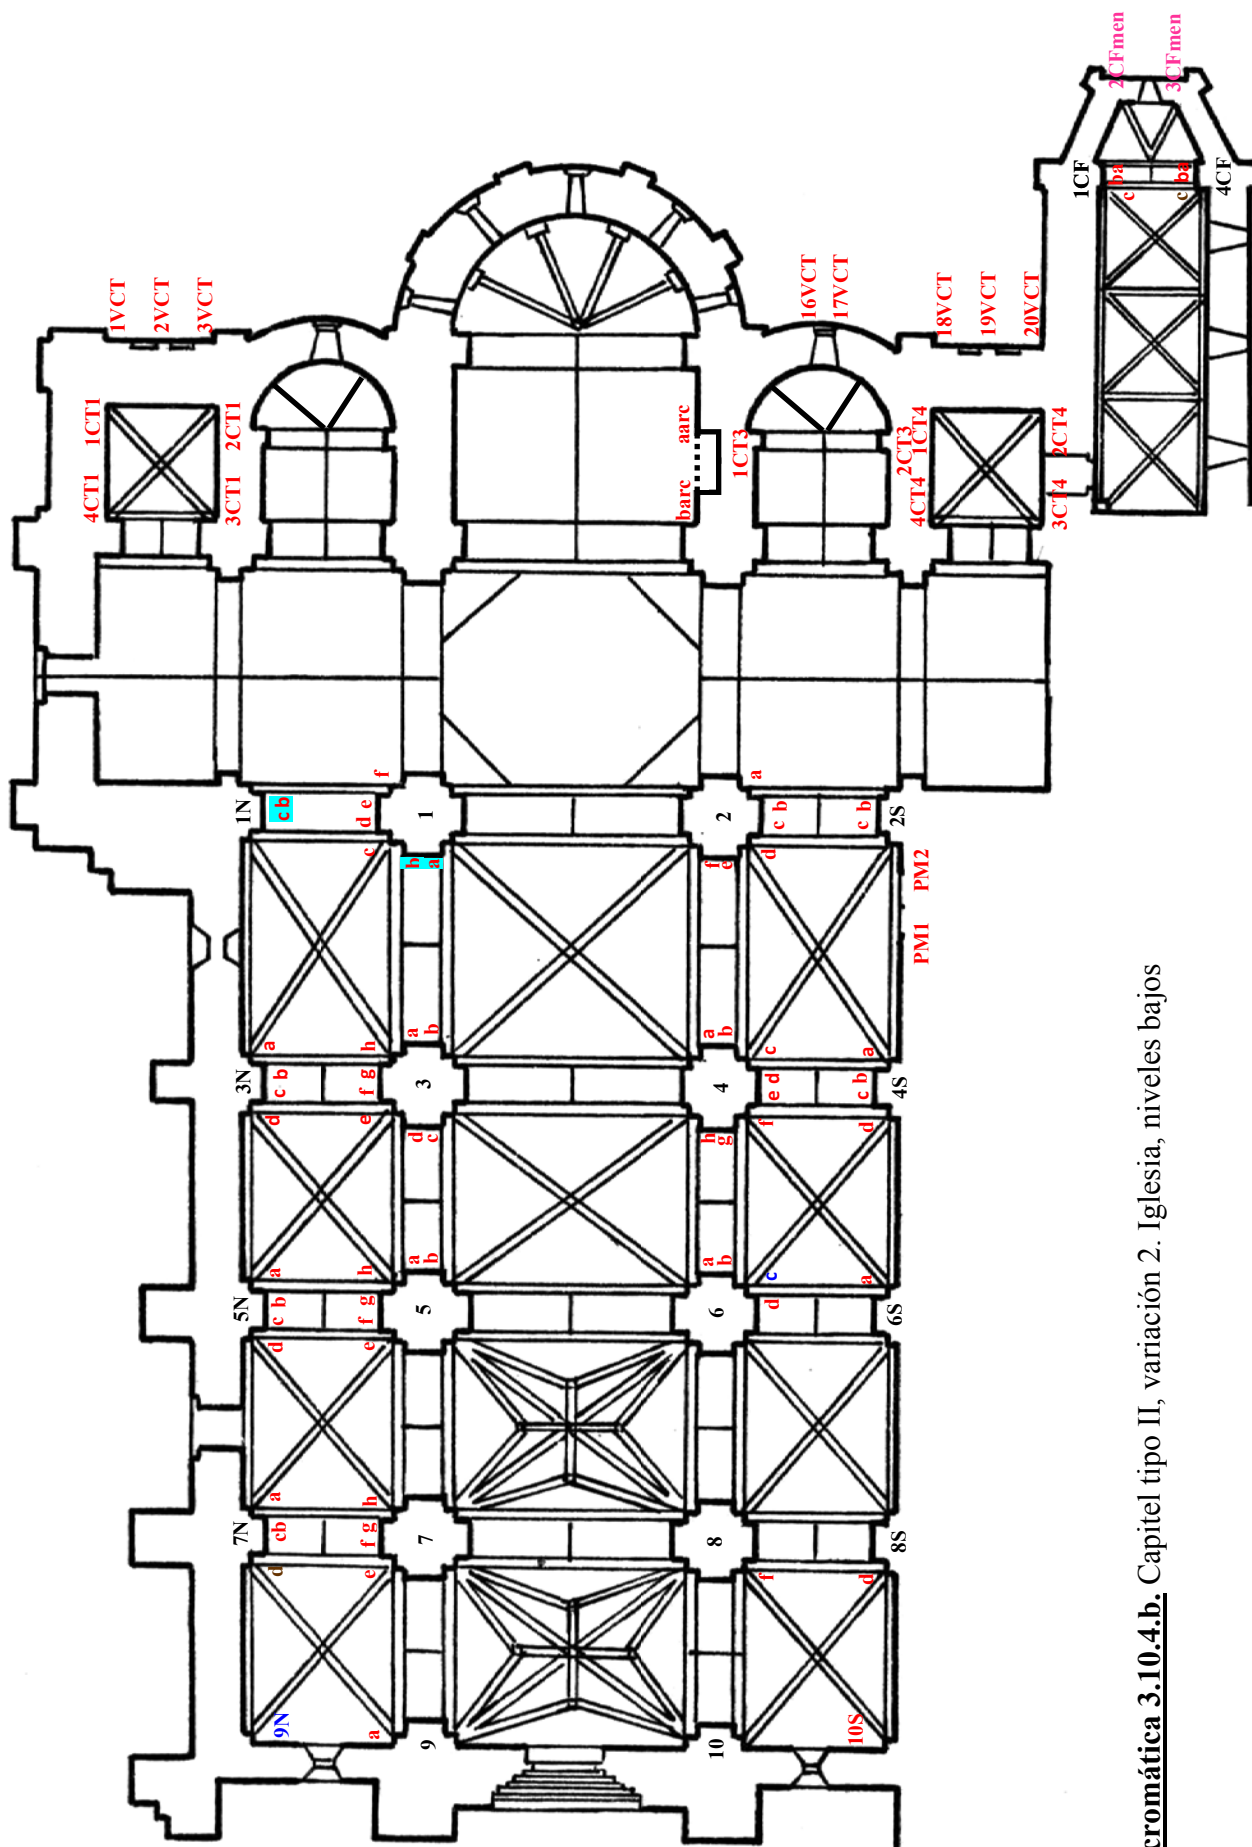 1VCT
2VCT
3VCT
16VCT
17VCT
18VCT
19VCT
20VCT
2CFmen
3CFmen
1CF
ba
c
ba
c
4CF
4CT1
1CT1
3CT1
2CT1
barc
aarc
1CT3
2CT3
4CT4
1CT4
3CT4
2CT4
1N
c b
d e
f
1
b
a
c
2
f
e
a
c b
c b
2S
d
PM1
PM2
a
h
a
b
a
b
c
a
3N
c b
f g
3
4
e d
c b
4S
d
e
d
c
h
g
f
d
a
h
a
b
a
b
c
a
5N
c b
f g
5
6
d
6S
d
e
a
h
7N
cb
f g
7
8
8S
d
e
f
d
9N
a
9
10
10S
cromática 3.10.4.b. Capitel tipo II, variación 2. Iglesia, niveles bajos